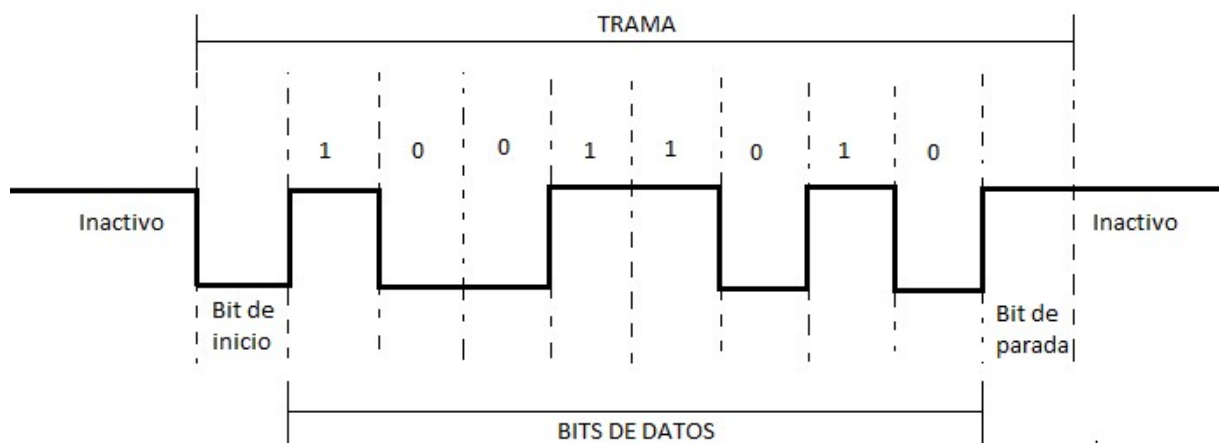 TRAMA
1 0 0 1 1 0 1 0
Inactivo
Inactivo
Bit de
inicio
Bit de
parada
BITS DE DATOS